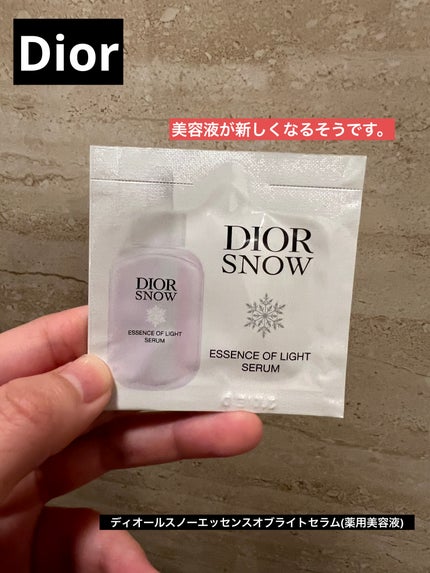 Dior
美容液が新しくなるそうです。
DIOR
SNOW
ESSENCE OF LIGHT
SERUM
DIOR
SNOW
ESSENCE OF LIGHT
SERUM
ディオールスノーエッセンスオブライトセラム(薬用美容液)